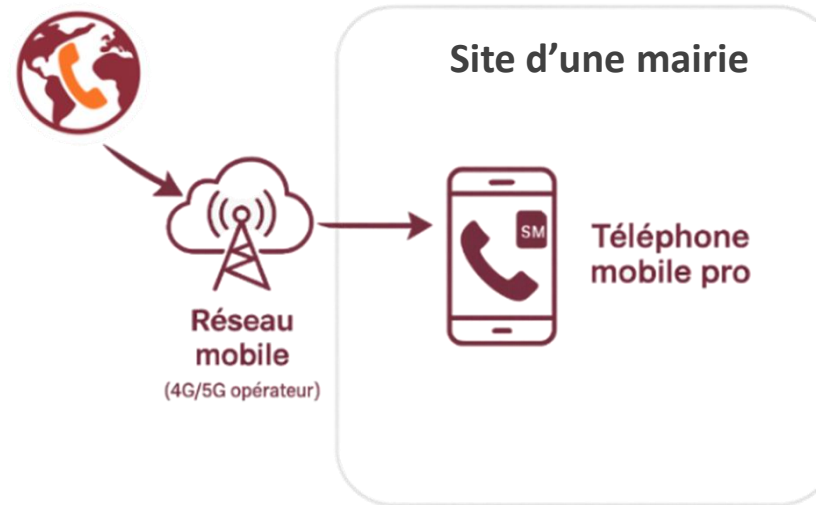 Site d’une mairie
SM
Téléphone
mobile pro
Réseau
mobile
(4G/5G opérateur)